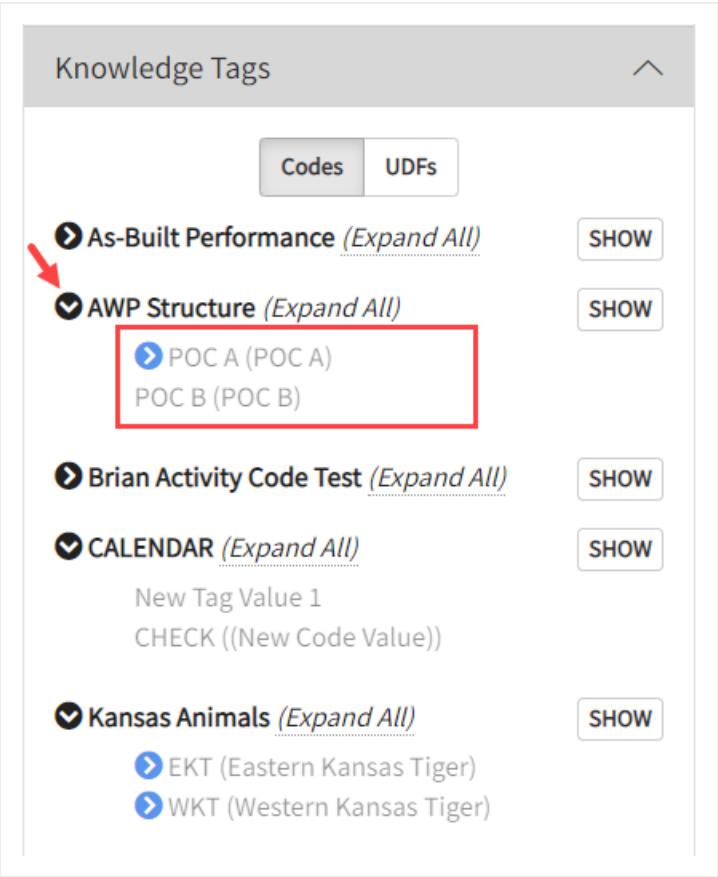 Knowledge Tags
Codes UDFs
As-Built Performance (Expand All) SHOW
AWP Structure (Expand All) SHOW
POC A (POC A)
POC B (POC B)
Brian Activity Code Test (Expand All) SHOW
CALENDAR (Expand All) SHOW
New Tag Value 1
CHECK ((New Code Value))
Kansas Animals (Expand All) SHOW
EKT (Eastern Kansas Tiger)
WKT (Western Kansas Tiger)